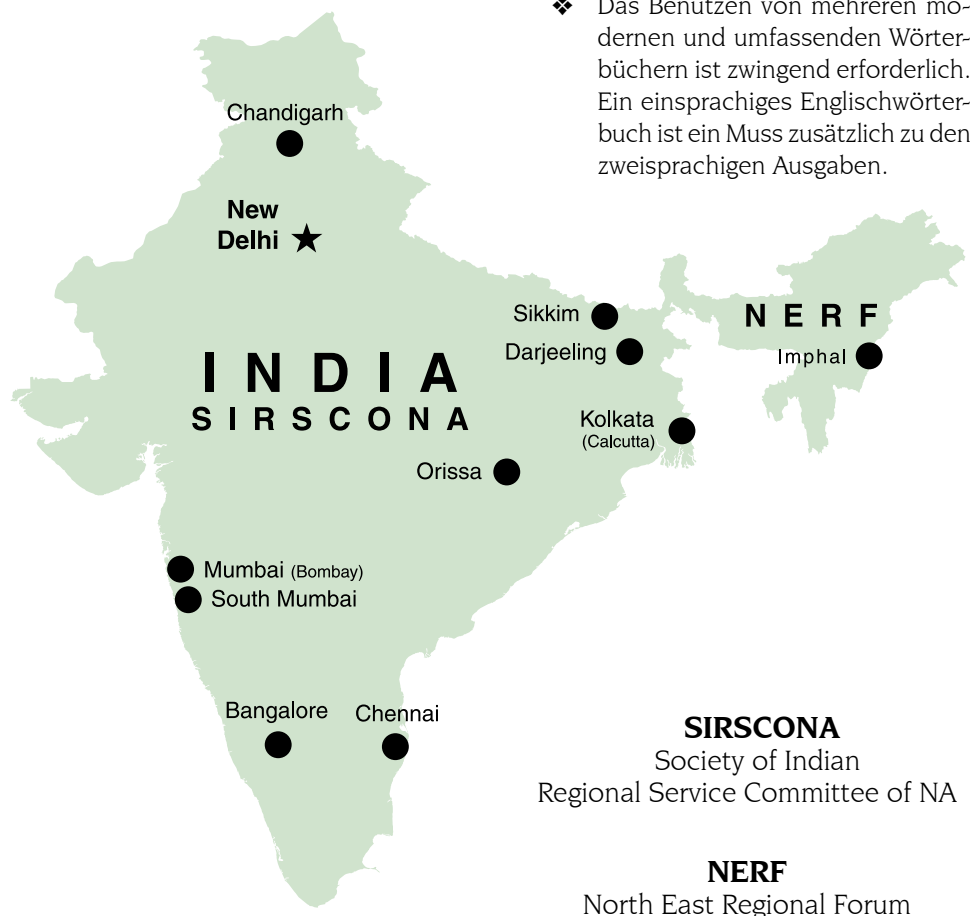 ❖ Das Benutzen von mehreren mo-
dernen und umfassenden Wörter-
büchern ist zwingend erforderlich.
Ein einsprachiges Englischwörter-
buch ist ein Muss zusätzlich zu den
zweisprachigen Ausgaben.
Chandigarh
New
Delhi
Sikkim
Darjeeling
NERF
Imphal
INDIA
SIRSCONA
Kolkata
(Calcutta)
Orissa
Mumbai (Bombay)
South Mumbai
Bangalore
Chennai
SIRSCONA
Society of Indian
Regional Service Committee of NA
NERF
North East Regional Forum